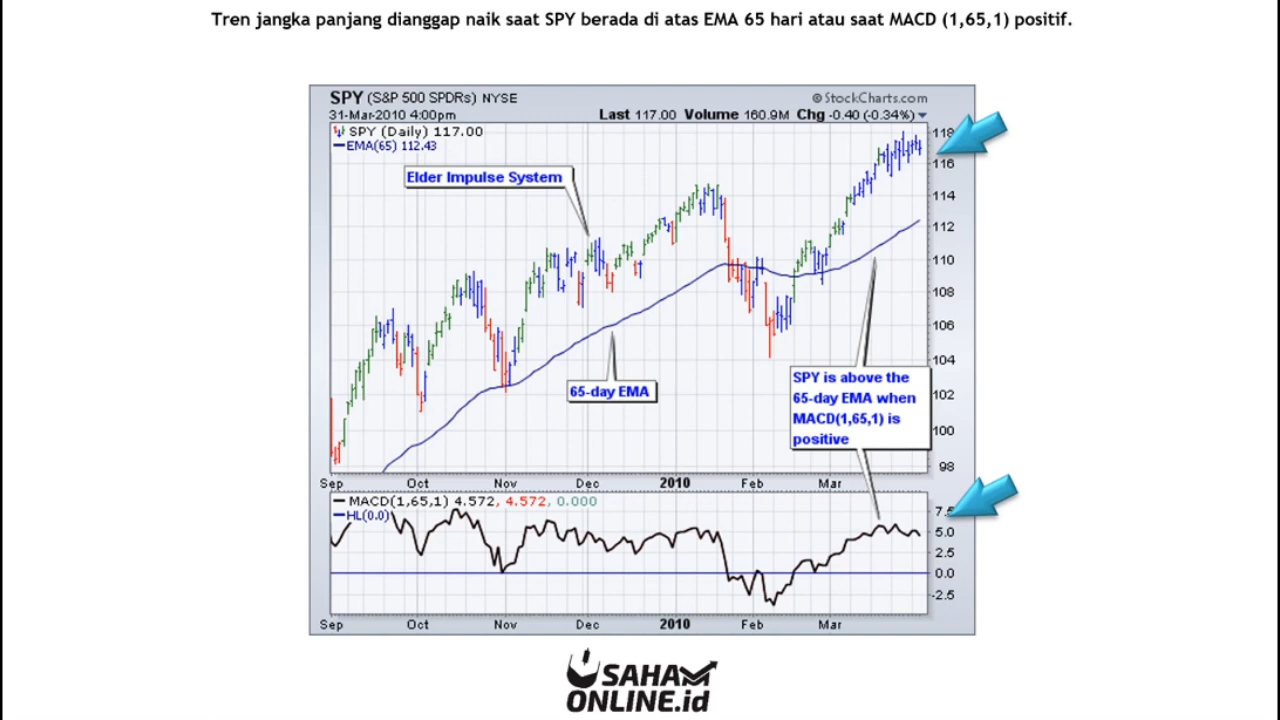 Tren jangka panjang dianggap naik saat SPY berada di atas EMA 65 hari atau saat MACD (1,65,1) positif.
SPY (S&P 500 SPDRs) NYSE
© StockCharts.com
31-Mar-2010 4:00pm
Last 117.00 Volume 160.9M Chg -0.40 (-0.34%)
SPY (Daily) 117.00
EMA(65) 112.43
Elder Impulse System
118
116
114
112
110
108
106
104
102
100
98
65-day EMA
SPY is above the
65-day EMA when
MACD(1,65,1) is
positive
Sep Oct Nov Dec 2010 Feb Mar
MACD(1,65,1) 4.572, 4.572, 0.000
HL(0.0)
5.0
2.5
0.0
-2.5
Sep Oct Nov Dec 2010 Feb Mar
SAHAM
ONLINE.id